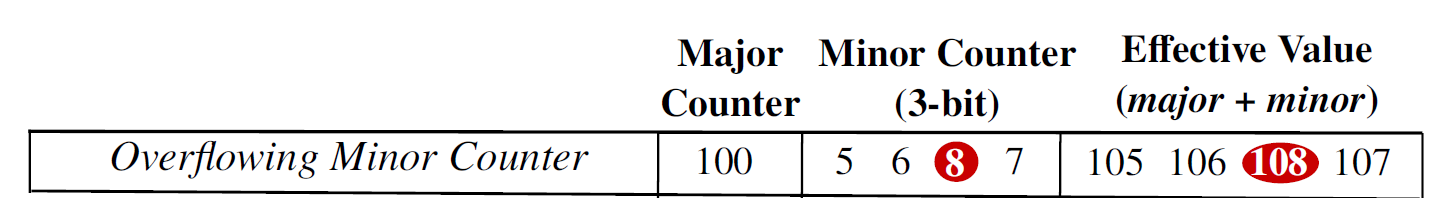 Major Minor Counter Effective Value
Counter (3-bit) (major + minor)
Overflowing Minor Counter 100 5 6 8 7 105 106 108 107